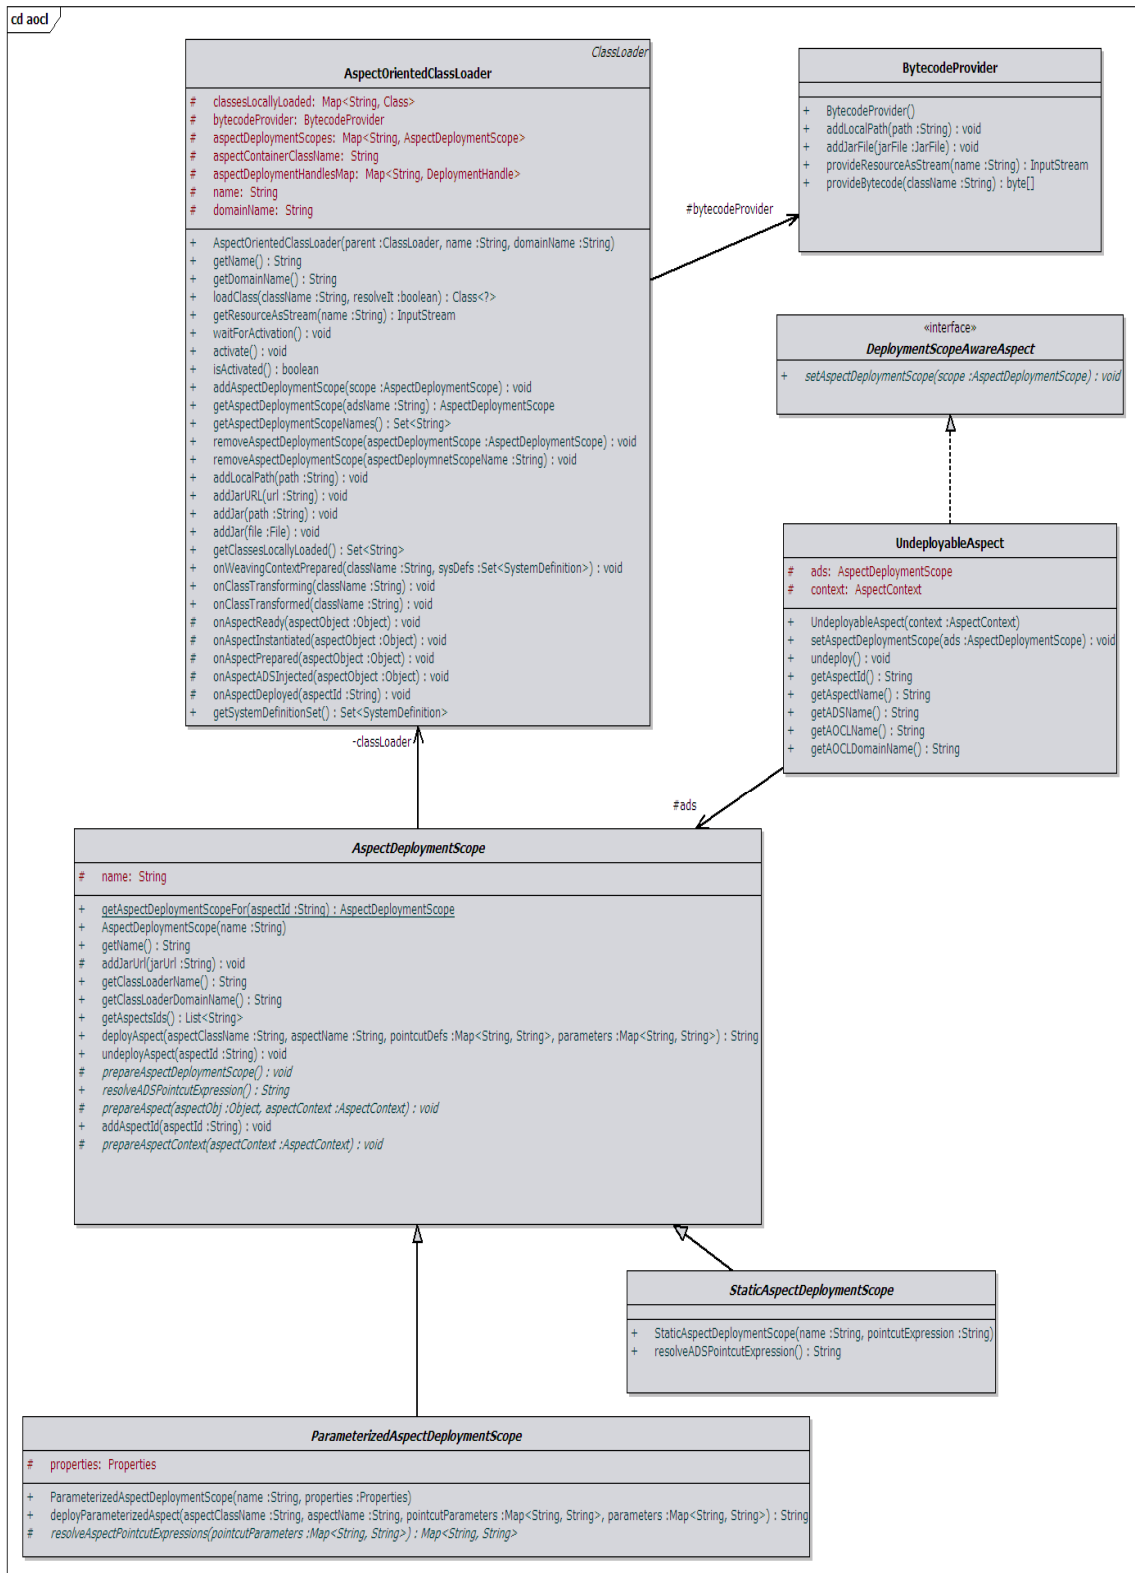 cd aocl
ClassLoader
AspectOrientedClassLoader
# classesLocallyLoaded: Map<String, Class>
# bytecodeProvider: BytecodeProvider
# aspectDeploymentScopes: Map<String, AspectDeploymentScope>
# aspectContainerClassName: String
# aspectDeploymentHandlesMap: Map<String, DeploymentHandle>
# name: String
# domainName: String
+ AspectOrientedClassLoader(parent :ClassLoader, name :String, domainName :String)
+ getName() : String
+ getDomainName() : String
+ loadClass(className :String, resolveIt :boolean) : Class<?>
+ getResourceAsStream(name :String) : InputStream
+ waitForActivation() : void
+ activate() : void
+ isActivated() : boolean
+ addAspectDeploymentScope(scope :AspectDeploymentScope) : void
+ getAspectDeploymentScope(adsName :String) : AspectDeploymentScope
+ getAspectDeploymentScopeNames() : Set<String>
+ removeAspectDeploymentScope(aspectDeploymentScope :AspectDeploymentScope) : void
+ removeAspectDeploymentScope(aspectDeploymnetScopeName :String) : void
+ addLocalPath(path :String) : void
+ addJarURL(url :String) : void
+ addJar(path :String) : void
+ addJar(file :File) : void
+ getClassesLocallyLoaded() : Set<String>
+ onWeavingContextPrepared(className :String, sysDefs :Set<SystemDefinition>) : void
+ onClassTransforming(className :String) : void
+ onClassTransformed(className :String) : void
# onAspectReady(aspectObject :Object) : void
# onAspectInstantiated(aspectObject :Object) : void
# onAspectPrepared(aspectObject :Object) : void
# onAspectADSInjected(aspectObject :Object) : void
# onAspectDeployed(aspectId :String) : void
+ getSystemDefinitionSet() : Set<SystemDefinition>
BytecodeProvider
+ BytecodeProvider()
+ addLocalPath(path :String) : void
+ addJarFile(jarFile :JarFile) : void
+ provideResourceAsStream(name :String) : InputStream
+ provideBytecode(className :String) : byte[]
#bytecodeProvider
«interface»
DeploymentScopeAwareAspect
+ setAspectDeploymentScope(scope :AspectDeploymentScope) : void
UndeployableAspect
# ads: AspectDeploymentScope
# context: AspectContext
+ UndeployableAspect(context :AspectContext)
+ setAspectDeploymentScope(ads :AspectDeploymentScope) : void
+ undeploy() : void
+ getAspectId() : String
+ getAspectName() : String
+ getADSName() : String
+ getAOCLName() : String
+ getAOCLDomainName() : String
-classLoader
#ads
AspectDeploymentScope
# name: String
+ getAspectDeploymentScopeFor(aspectId :String) : AspectDeploymentScope
+ AspectDeploymentScope(name :String)
+ getName() : String
# addJarUrl(jarUrl :String) : void
+ getClassLoaderName() : String
+ getClassLoaderDomainName() : String
+ getAspectsIds() : List<String>
+ deployAspect(aspectClassName :String, aspectName :String, pointcutDefs :Map<String, String>, parameters :Map<String, String>) : String
+ undeployAspect(aspectId :String) : void
# prepareAspectDeploymentScope() : void
+ resolveADSPointcutExpression() : String
# prepareAspect(aspectObj :Object, aspectContext :AspectContext) : void
+ addAspectId(aspectId :String) : void
# prepareAspectContext(aspectContext :AspectContext) : void
StaticAspectDeploymentScope
+ StaticAspectDeploymentScope(name :String, pointcutExpression :String)
+ resolveADSPointcutExpression() : String
ParameterizedAspectDeploymentScope
# properties: Properties
+ ParameterizedAspectDeploymentScope(name :String, properties :Properties)
+ deployParameterizedAspect(aspectClassName :String, aspectName :String, pointcutParameters :Map<String, String>, parameters :Map<String, String>) : String
# resolveAspectPointcutExpressions(pointcutParameters :Map<String, String>) : Map<String, String>